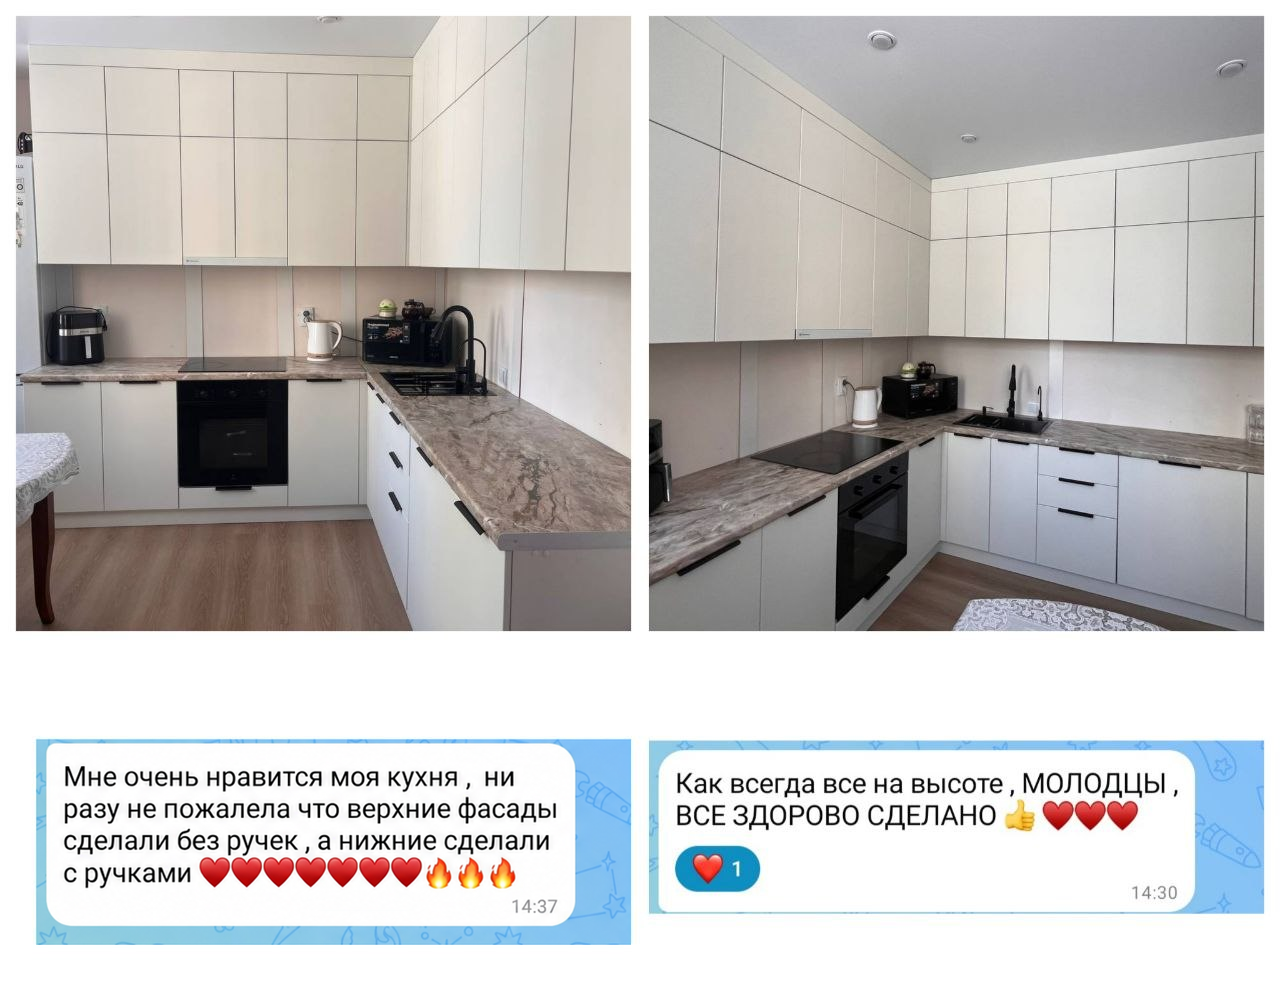 Мне очень нравится моя кухня , ни
разу не пожалела что верхние фасады
сделали без ручек , а нижние сделали
с ручками ❤️❤️❤️❤️❤️❤️❤️🔥🔥🔥
14:37
Как всегда все на высоте , МОЛОДЦЫ ,
ВСЕ ЗДОРОВО СДЕЛАНО 👍❤️❤️❤️
❤️ 1
14:30